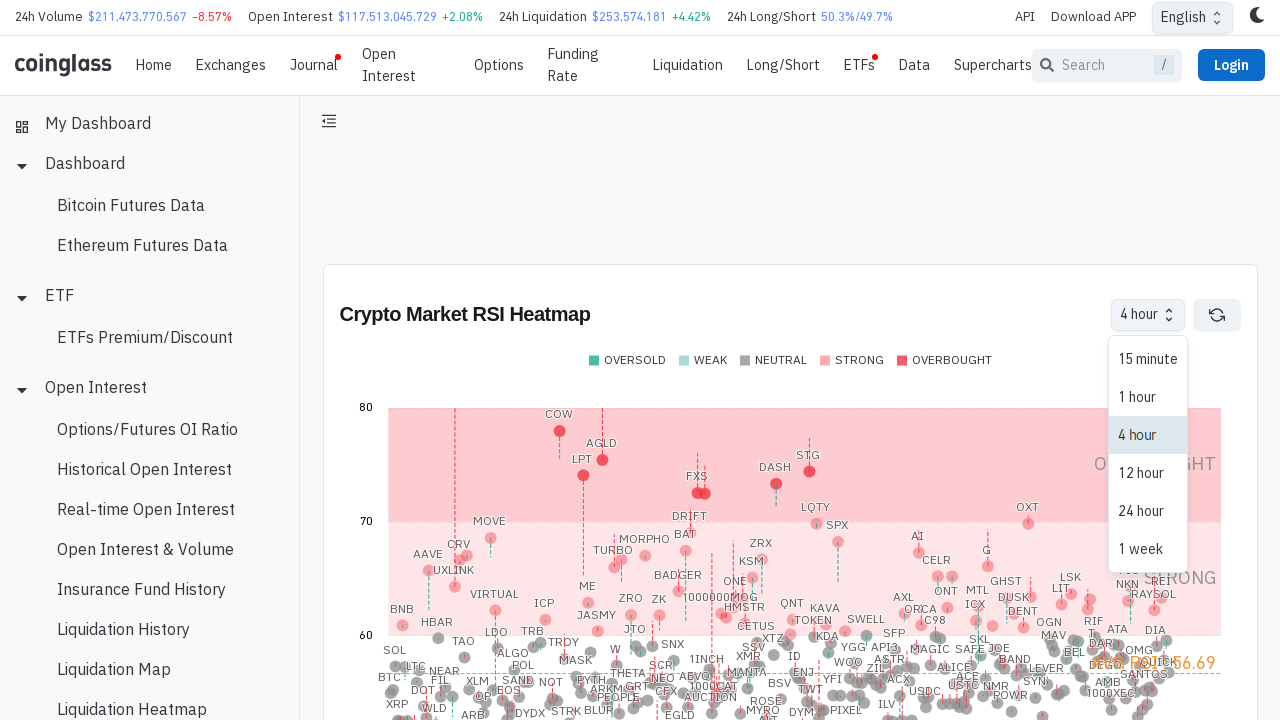 24h Volume $211,473,770,567 -8.57% Open Interest $117,513,045,729 +2.08% 24h Liquidation $253,574,181 +4.42% 24h Long/Short 50.3%/49.7% API Download APP English
coinglass Home Exchanges Journal Open Interest Options Funding Rate Liquidation Long/Short ETFs Data Supercharts Search / Login
My Dashboard
Dashboard
Bitcoin Futures Data
Ethereum Futures Data
ETF
ETFs Premium/Discount
Open Interest
Options/Futures OI Ratio
Historical Open Interest
Real-time Open Interest
Open Interest & Volume
Insurance Fund History
Liquidation History
Liquidation Map
Liquidation Heatmap
Crypto Market RSI Heatmap
4 hour
15 minute
1 hour
4 hour
12 hour
24 hour
1 week
OVERSOLD WEAK NEUTRAL STRONG OVERBOUGHT
80
COW
AGLD
LPT
STG
DASH
FXS
70
LQTY
OXT
MOVE
DRIFT
SPX
BAT
MORPHO
AI
CRV
TURBO
ZRX
G
AAVE
UXLINK
KSM
CELR
STRONG
BADGER
ONE
GHST
LSK
REI
ME
VIRTUAL
1000000MOG
ONT
MTL
LIT
NKN
RAYSOL
BNB
ICP
ZRO
ZK
HMSTR
QNT
KAVA
AXL
ORCA
ICX
DUSK
DENT
60
HBAR
JASMY
CETUS
TOKEN
SWELL
C98
OGN
TAO
LDO
TRB
JTO
XTZ
KDA
SFP
SKL
MAV
ATA
DIA
SOL
ALGO
TRDY
W
SNX
SSV
YGG
API3
MAGIC
SAFE
JOE
DAR
OMG
BTC
LTC
NEAR
POL
MASK
SCR
1INCH
XMR
ID
WOO
ASTR
ZIL
ALICE
BAND
LEVER
BEL
FIL
XLM
SAND
NOT
PYTH
THETA
NEO
AEVO
MANTA
BSV
ENJ
YFI
ACX
ACE
SYN
AMB
SANTOS
XRP
DOT
EOS
GRT
CFX
1000CAT
TWT
USDC
USTC
NMR
POWR
1000XEC
WLD
OP
ARB
DYDX
STRK
BLUR
PEOPLE
EGLD
AUCTION
MYRO
ROSE
DYM
PIXEL
ILV